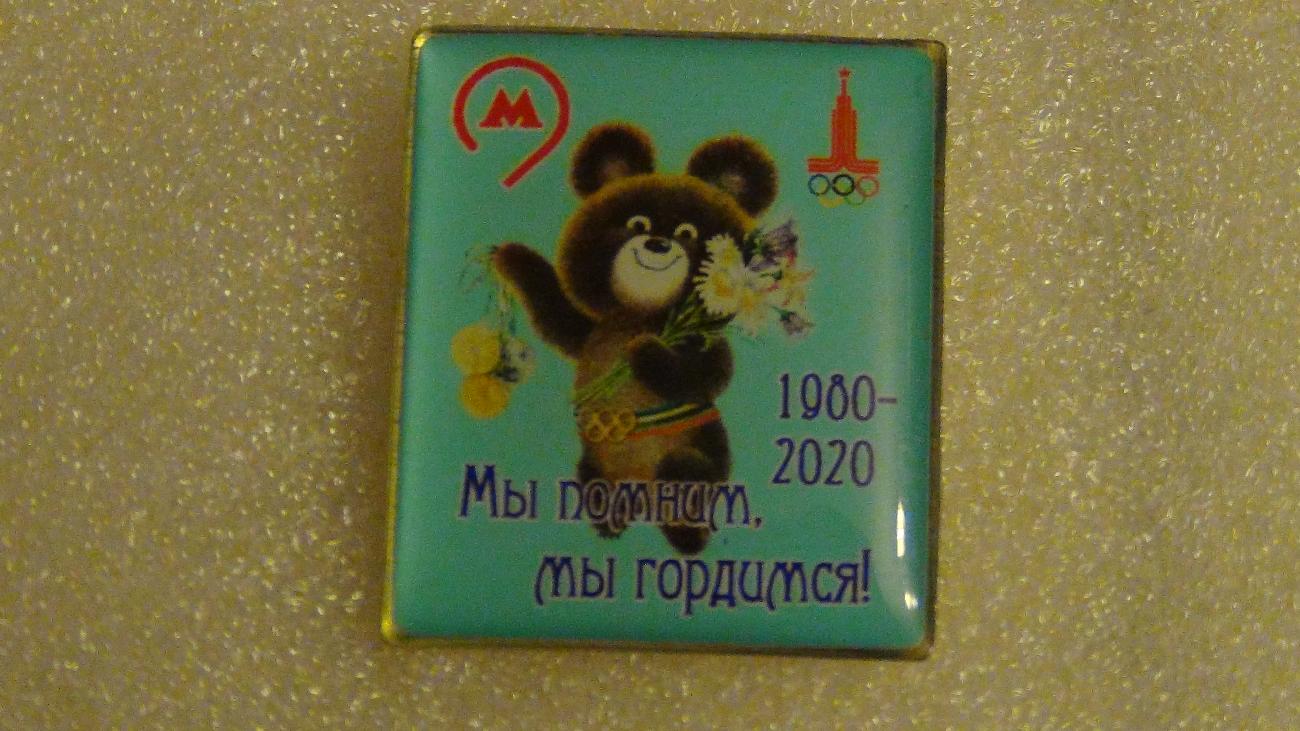 М
1980-
2020
Мы помним,
мы гордимся!